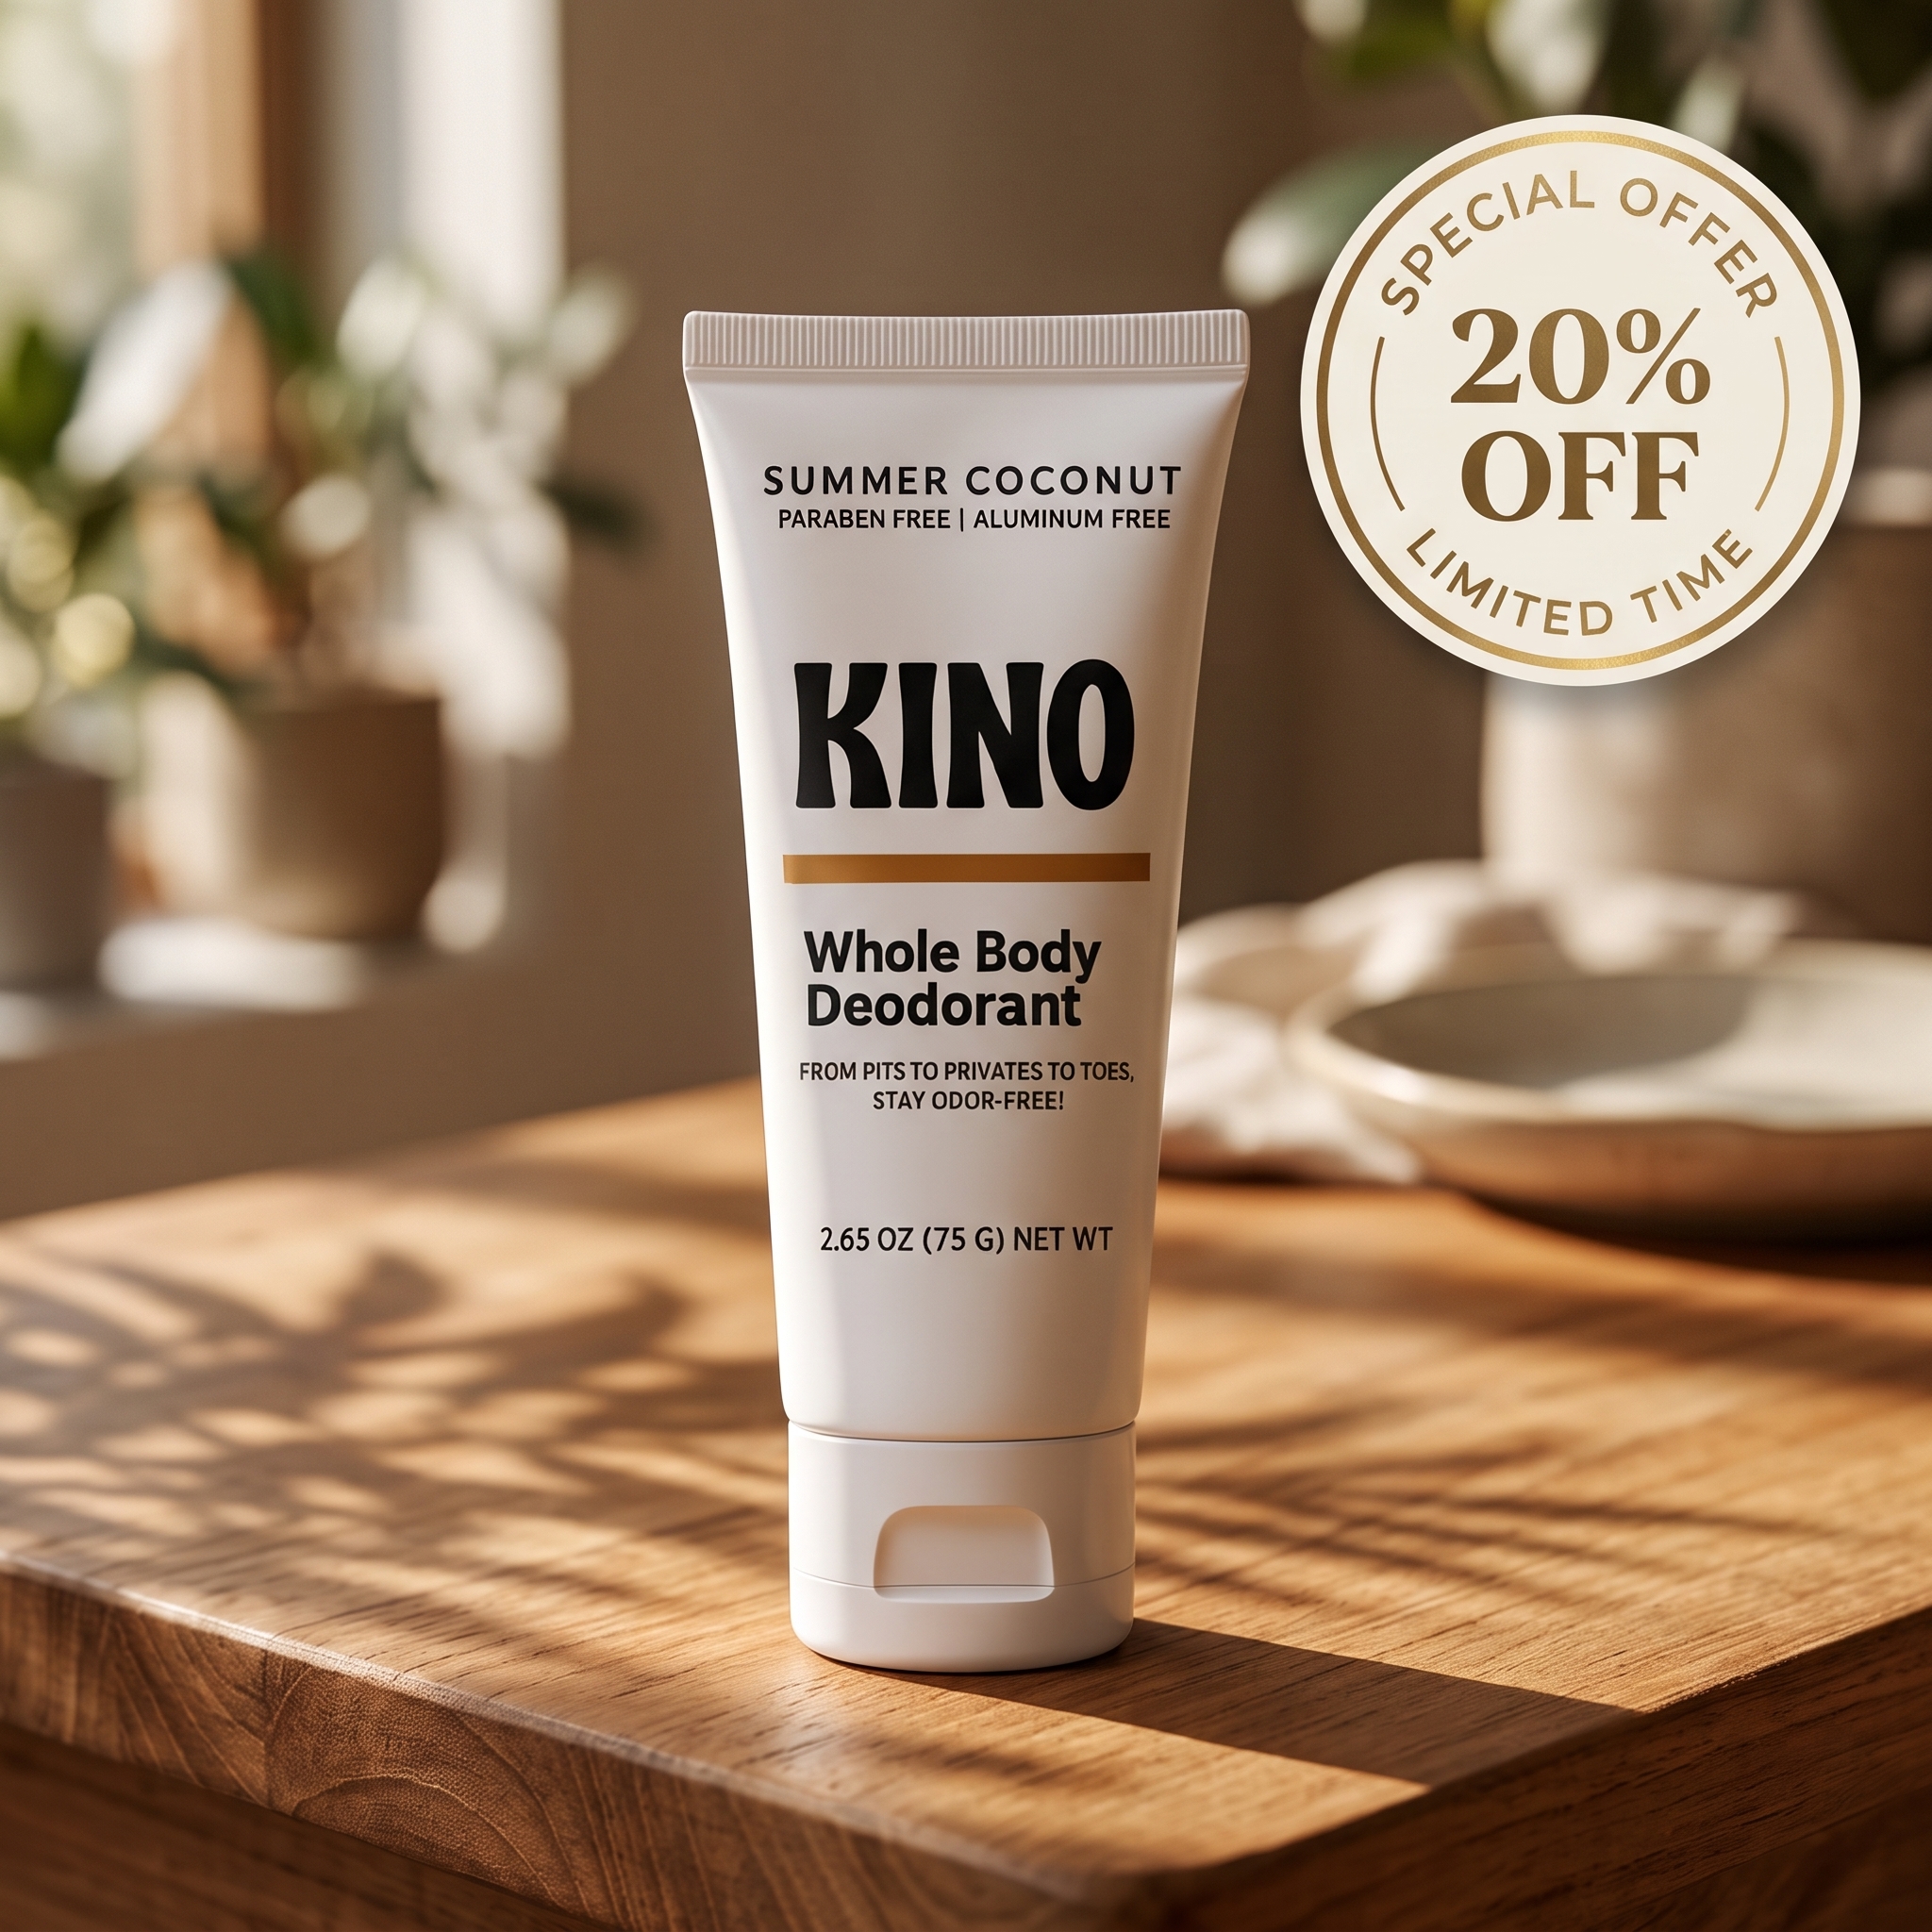 SUMMER COCONUT
PARABEN FREE | ALUMINUM FREE
KINO
Whole Body
Deodorant
FROM PITS TO PRIVATES TO TOES,
STAY ODOR-FREE!
2.65 OZ (75 G) NET WT
SPECIAL OFFER
20%
OFF
LIMITED TIME